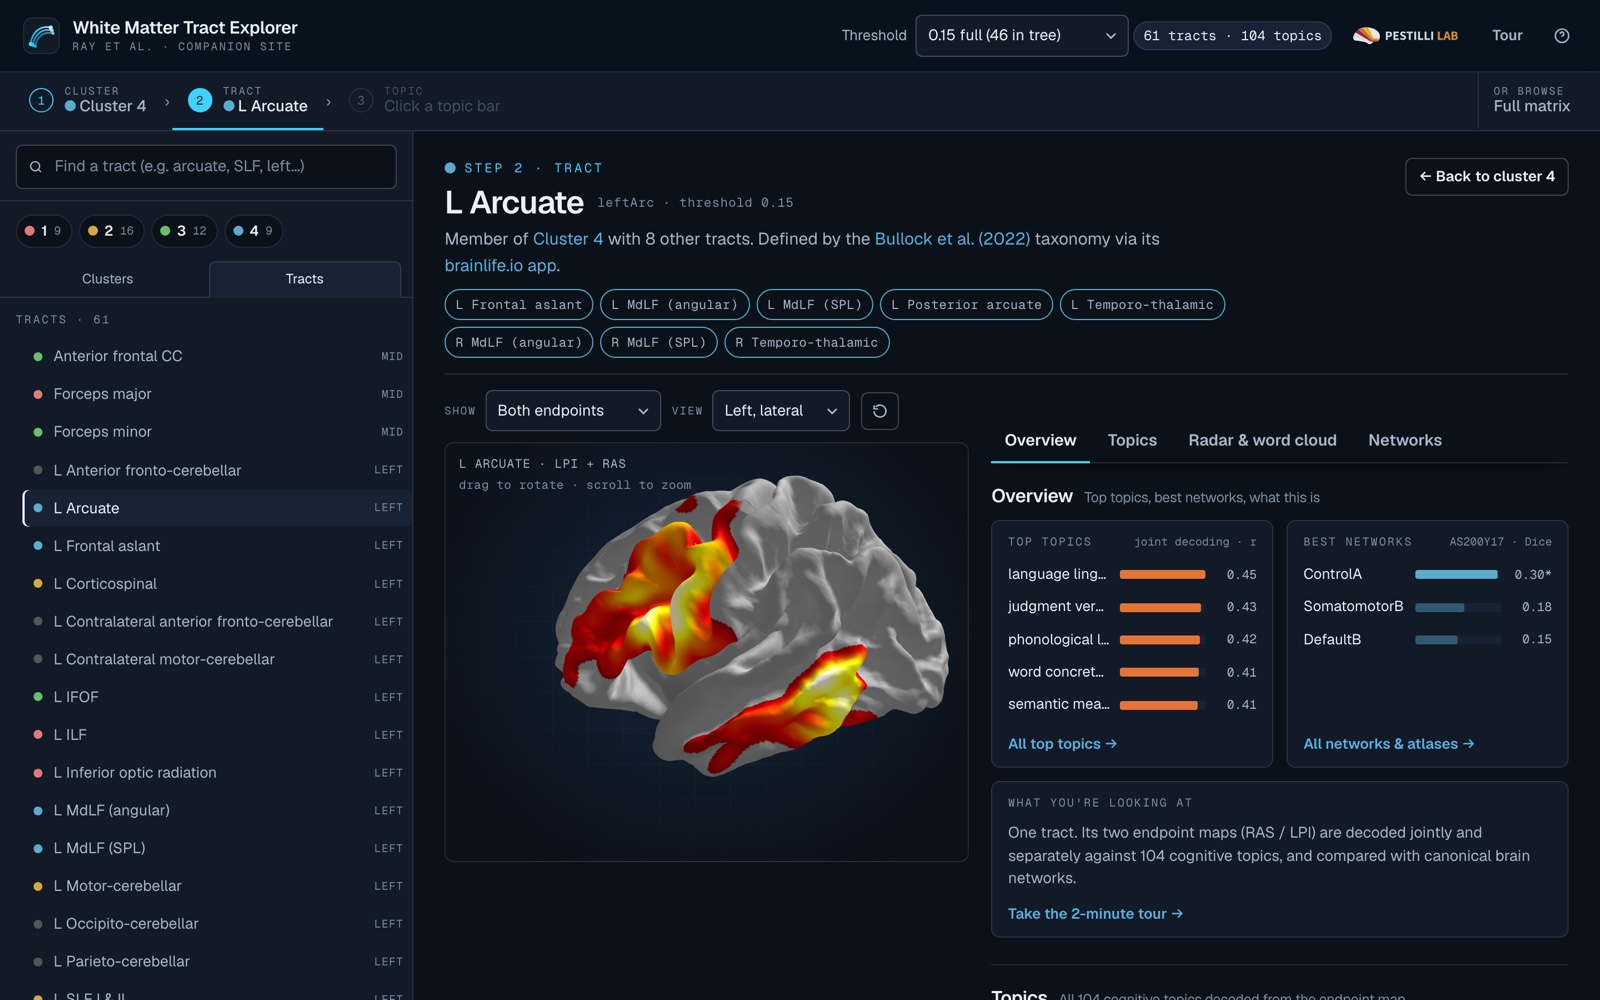 White Matter Tract Explorer
RAY ET AL. · COMPANION SITE
Threshold
0.15 full (46 in tree)
61 tracts · 104 topics
PESTILLI LAB
Tour
1
CLUSTER
Cluster 4
2
TRACT
L Arcuate
3
TOPIC
Click a topic bar
OR BROWSE
Full matrix
Find a tract (e.g. arcuate, SLF, left...)
1 9
2 16
3 12
4 9
Clusters
Tracts
TRACTS · 61
Anterior frontal CC MID
Forceps major MID
Forceps minor MID
L Anterior fronto-cerebellar LEFT
L Arcuate LEFT
L Frontal aslant LEFT
L Corticospinal LEFT
L Contralateral anterior fronto-cerebellar LEFT
L Contralateral motor-cerebellar LEFT
L IFOF LEFT
L ILF LEFT
L Inferior optic radiation LEFT
L MdLF (angular) LEFT
L MdLF (SPL) LEFT
L Motor-cerebellar LEFT
L Occipito-cerebellar LEFT
L Parieto-cerebellar LEFT
L SLF I & II LEFT
STEP 2 · TRACT
← Back to cluster 4
L Arcuate leftArc · threshold 0.15
Member of Cluster 4 with 8 other tracts. Defined by the Bullock et al. (2022) taxonomy via its
brainlife.io app.
L Frontal aslant
L MdLF (angular)
L MdLF (SPL)
L Posterior arcuate
L Temporo-thalamic
R MdLF (angular)
R MdLF (SPL)
R Temporo-thalamic
SHOW
Both endpoints
VIEW
Left, lateral
L ARCUATE · LPI + RAS
drag to rotate · scroll to zoom
Overview
Topics
Radar & word cloud
Networks
Overview Top topics, best networks, what this is
TOP TOPICS joint decoding · r
language ling... 0.45
judgment ver... 0.43
phonological l... 0.42
word concret... 0.41
semantic mea... 0.41
All top topics →
BEST NETWORKS AS200Y17 · Dice
ControlA 0.30*
SomatomotorB 0.18
DefaultB 0.15
All networks & atlases →
WHAT YOU'RE LOOKING AT
One tract. Its two endpoint maps (RAS / LPI) are decoded jointly and
separately against 104 cognitive topics, and compared with canonical brain
networks.
Take the 2-minute tour →
Topics All 104 cognitive topics decoded from the endpoint map